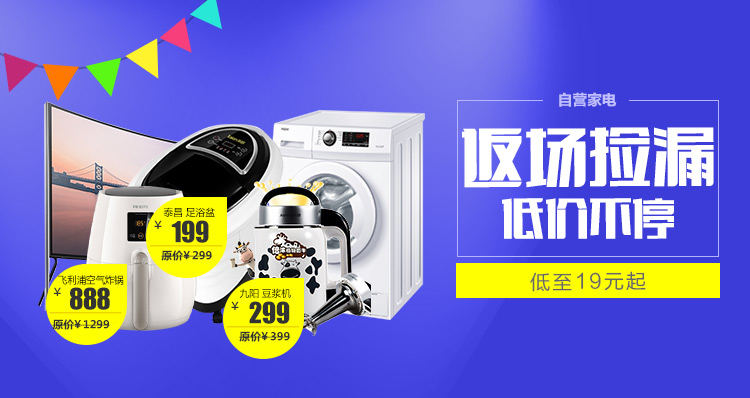 自营家电
返场捡漏
低价不停
低至19元起
泰昌 足浴盆
¥199
原价¥299
飞利浦空气炸锅
¥888
原价¥1299
九阳 豆浆机
¥299
原价¥399